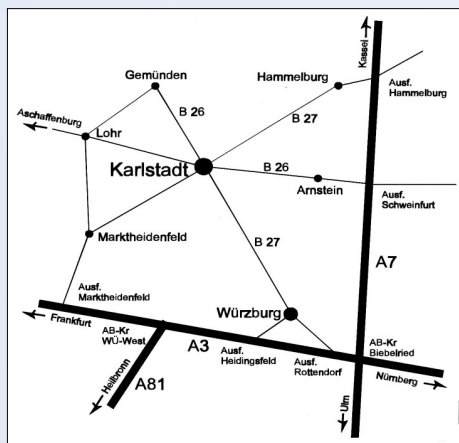 Kassel
Gemünden
Hammelburg
Ausf.
Hammelburg
B 26
B 27
Aschaffenburg
Lohr
Karlstadt
B 26
Arnstein
Ausf.
Schweinfurt
B 27
Marktheidenfeld
A7
Ausf.
Marktheidenfeld
Würzburg
Frankfurt
AB-Kr
WÜ-West
A3
Ausf.
Heidingsfeld
Ausf.
Rottendorf
AB-Kr
Biebelried
Nürnberg
Heilbronn
A81
Ulm